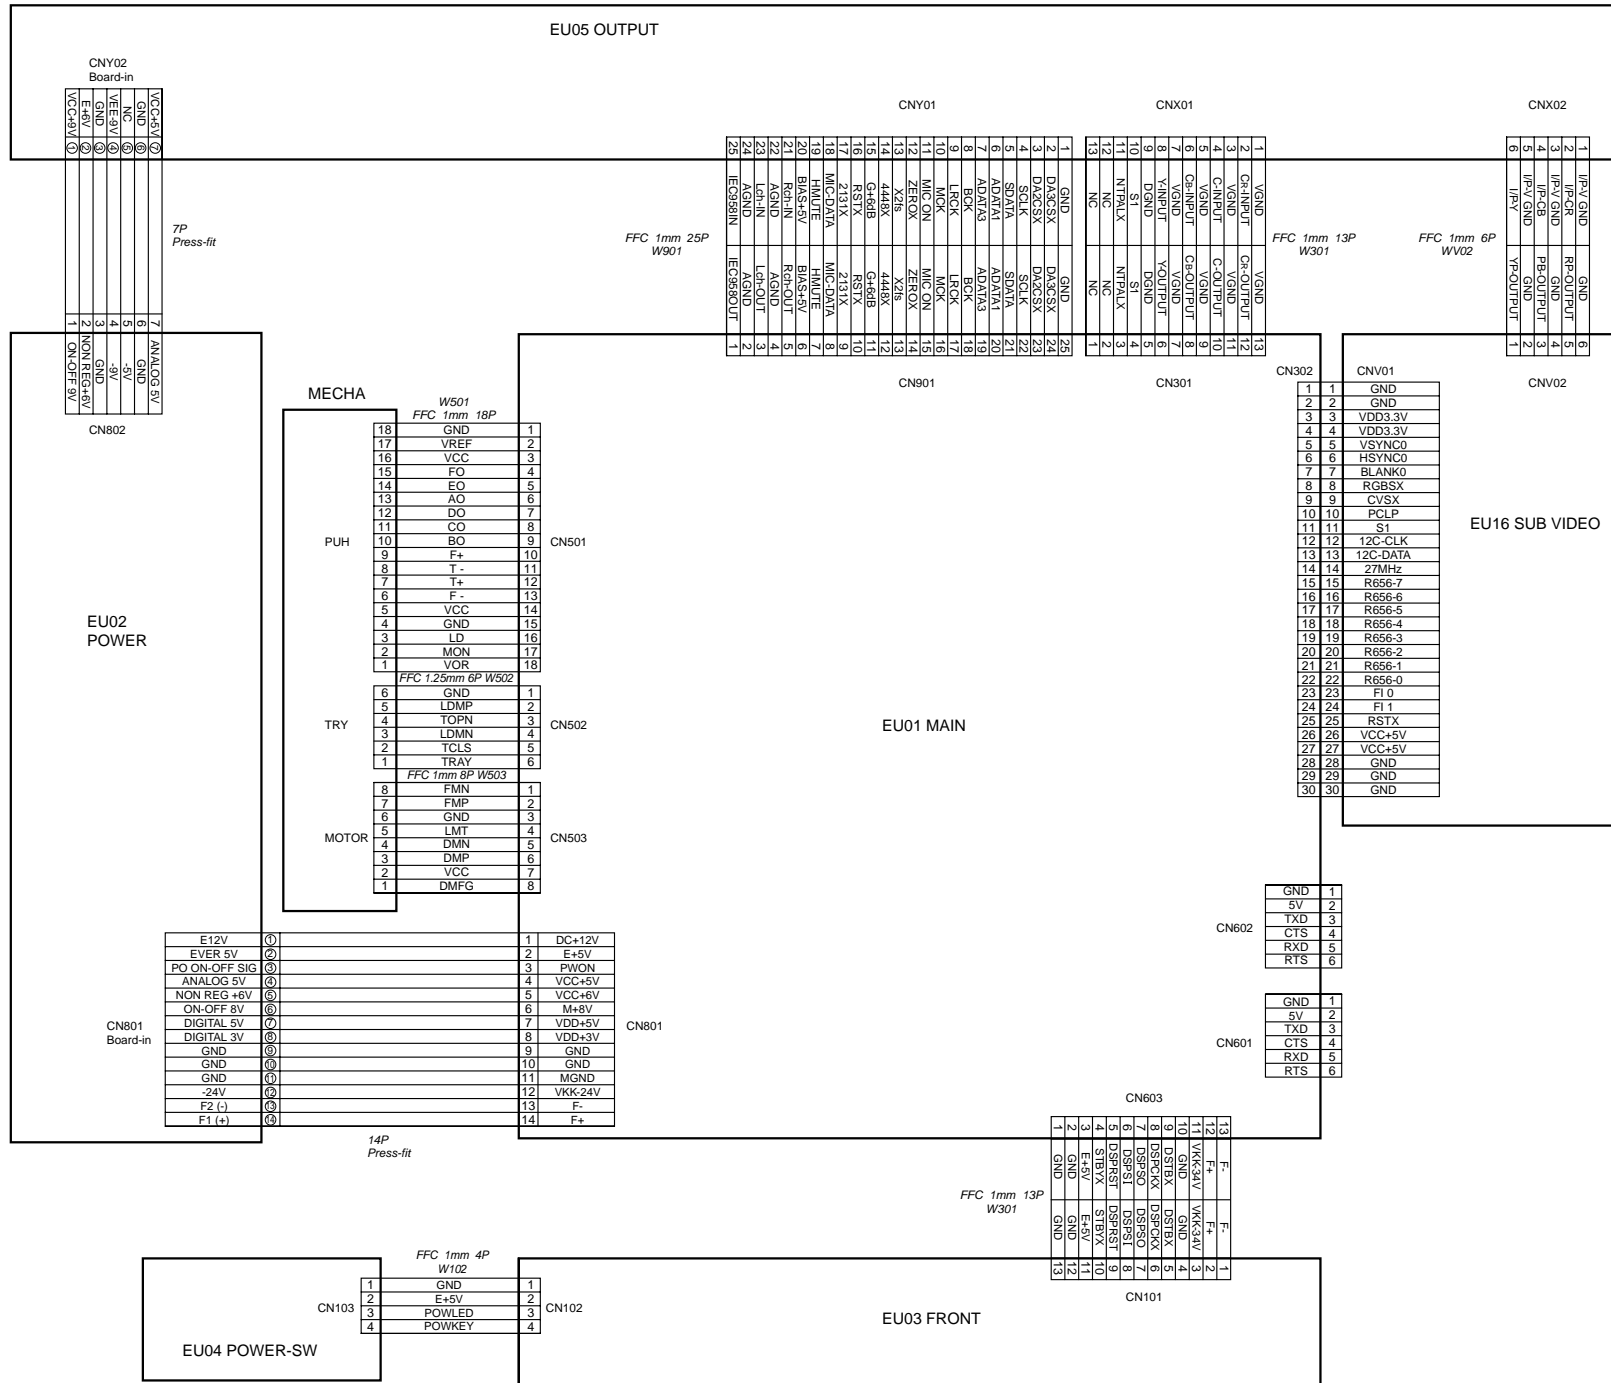 EU05 OUTPUT
CNY02
Board-in
VCC+9V ①
E+6V ②
GND ③
VEE-9V ④
NC ⑤
GND ⑥
VCC+5V ⑦
7P
Press-fit
1 ON-OFF 9V
2 NON REG+6V
3 GND
4 -9V
5 -5V
6 GND
7 ANALOG 5V
CN802
CNY01
25 IEC958IN IEC958OUT 1
24 AGND AGND 2
23 Lch-IN Lch-OUT 3
22 AGND AGND 4
21 Rch-IN Rch-OUT 5
20 BIAS+5V BIAS+5V 6
19 HMUTE HMUTE 7
18 MIC-DATA MIC-DATA 8
17 2131X 2131X 9
16 RSTX RSTX 10
15 G+6dB G+6dB 11
14 4448X 4448X 12
13 X2fs X2fs 13
12 ZEROX ZEROX 14
11 MIC ON MIC ON 15
10 MCK MCK 16
9 LRCK LRCK 17
8 BCK BCK 18
7 ADATA3 ADATA3 19
6 ADATA1 ADATA1 20
5 SDATA SDATA 21
4 SCLK SCLK 22
3 DA2CSX DA2CSX 23
2 DA3CSX DA3CSX 24
1 GND GND 25
FFC 1mm 25P
W901
CN901
CNX01
13 NC NC 1
12 NC NC 2
11 NTPALX NTPALX 3
10 S1 S1 4
9 DGND DGND 5
8 Y-INPUT Y-OUTPUT 6
7 VGND VGND 7
6 CB-INPUT CB-OUTPUT 8
5 VGND VGND 9
4 C-INPUT C-OUTPUT 10
3 VGND VGND 11
2 CR-INPUT CR-OUTPUT 12
1 VGND VGND 13
FFC 1mm 13P
W301
CN301
CNX02
6 I/P-Y YP-OUTPUT 1
5 I/P-V GND GND 2
4 I/P-CB PB-OUTPUT 3
3 I/P-V GND GND 4
2 I/P-CR RP-OUTPUT 5
1 I/P-V GND GND 6
FFC 1mm 6P
WV02
CNV02
EU02
POWER
MECHA
W501
FFC 1mm 18P
18 GND 1
17 VREF 2
16 VCC 3
15 FO 4
14 EO 5
13 AO 6
12 DO 7
11 CO 8
10 BO 9
9 F+ 10
8 T - 11
7 T+ 12
6 F - 13
5 VCC 14
4 GND 15
3 LD 16
2 MON 17
1 VOR 18
PUH
CN501
FFC 1.25mm 6P W502
6 GND 1
5 LDMP 2
4 TOPN 3
3 LDMN 4
2 TCLS 5
1 TRAY 6
TRY
CN502
FFC 1mm 8P W503
8 FMN 1
7 FMP 2
6 GND 3
5 LMT 4
4 DMN 5
3 DMP 6
2 VCC 7
1 DMFG 8
MOTOR
CN503
EU01 MAIN
CN302 CNV01
1 1 GND
2 2 GND
3 3 VDD3.3V
4 4 VDD3.3V
5 5 VSYNC0
6 6 HSYNC0
7 7 BLANK0
8 8 RGBSX
9 9 CVSX
10 10 PCLP
11 11 S1
12 12 12C-CLK
13 13 12C-DATA
14 14 27MHz
15 15 R656-7
16 16 R656-6
17 17 R656-5
18 18 R656-4
19 19 R656-3
20 20 R656-2
21 21 R656-1
22 22 R656-0
23 23 FI 0
24 24 FI 1
25 25 RSTX
26 26 VCC+5V
27 27 VCC+5V
28 28 GND
29 29 GND
30 30 GND
EU16 SUB VIDEO
GND 1
5V 2
TXD 3
CTS 4
RXD 5
RTS 6
CN602
GND 1
5V 2
TXD 3
CTS 4
RXD 5
RTS 6
CN601
E12V ① 1 DC+12V
EVER 5V ② 2 E+5V
PO ON-OFF SIG ③ 3 PWON
ANALOG 5V ④ 4 VCC+5V
NON REG +6V ⑤ 5 VCC+6V
ON-OFF 8V ⑥ 6 M+8V
DIGITAL 5V ⑦ 7 VDD+5V
DIGITAL 3V ⑧ 8 VDD+3V
GND ⑨ 9 GND
GND ⑩ 10 GND
GND ⑪ 11 MGND
-24V ⑫ 12 VKK-24V
F2 (-) ⑬ 13 F-
F1 (+) ⑭ 14 F+
CN801
Board-in
CN801
14P
Press-fit
CN603
1 GND GND 13
2 GND GND 12
3 E+5V E+5V 11
4 STBYX STBYX 10
5 DSPRST DSPRST 9
6 DSPSI DSPSI 8
7 DSPSO DSPSO 7
8 DSPCKX DSPCKX 6
9 DSTBX DSTBX 5
10 GND GND 4
11 VKK-34V VKK-34V 3
12 F+ F+ 2
13 F- F- 1
FFC 1mm 13P
W301
CN101
FFC 1mm 4P
W102
1 GND 1
2 E+5V 2
3 POWLED 3
4 POWKEY 4
CN103
CN102
EU04 POWER-SW
EU03 FRONT